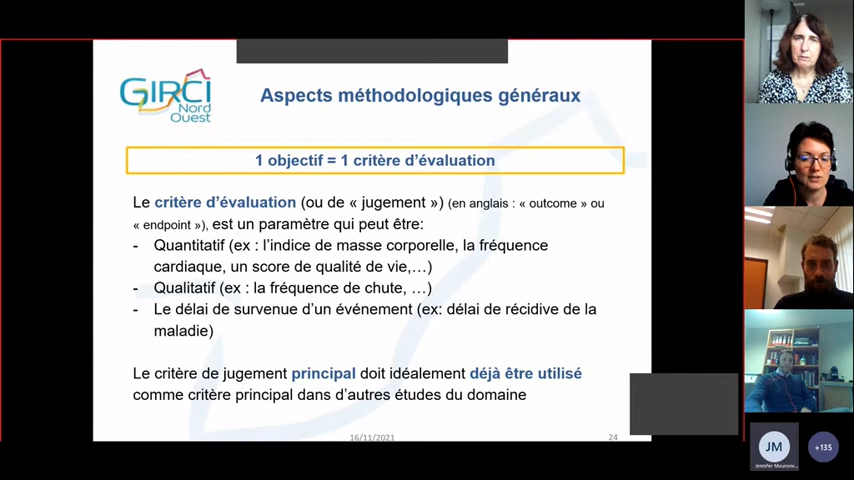 GIRCI
Nord
Ouest
Aspects méthodologiques généraux
1 objectif = 1 critère d'évaluation
Le critère d'évaluation (ou de « jugement ») (en anglais : « outcome » ou
« endpoint »), est un paramètre qui peut être:
- Quantitatif (ex : l'indice de masse corporelle, la fréquence
cardiaque, un score de qualité de vie,…)
- Qualitatif (ex : la fréquence de chute, …)
- Le délai de survenue d'un événement (ex: délai de récidive de la
maladie)
Le critère de jugement principal doit idéalement déjà être utilisé
comme critère principal dans d'autres études du domaine
16/11/2021
24
JM
+135
Jennifer